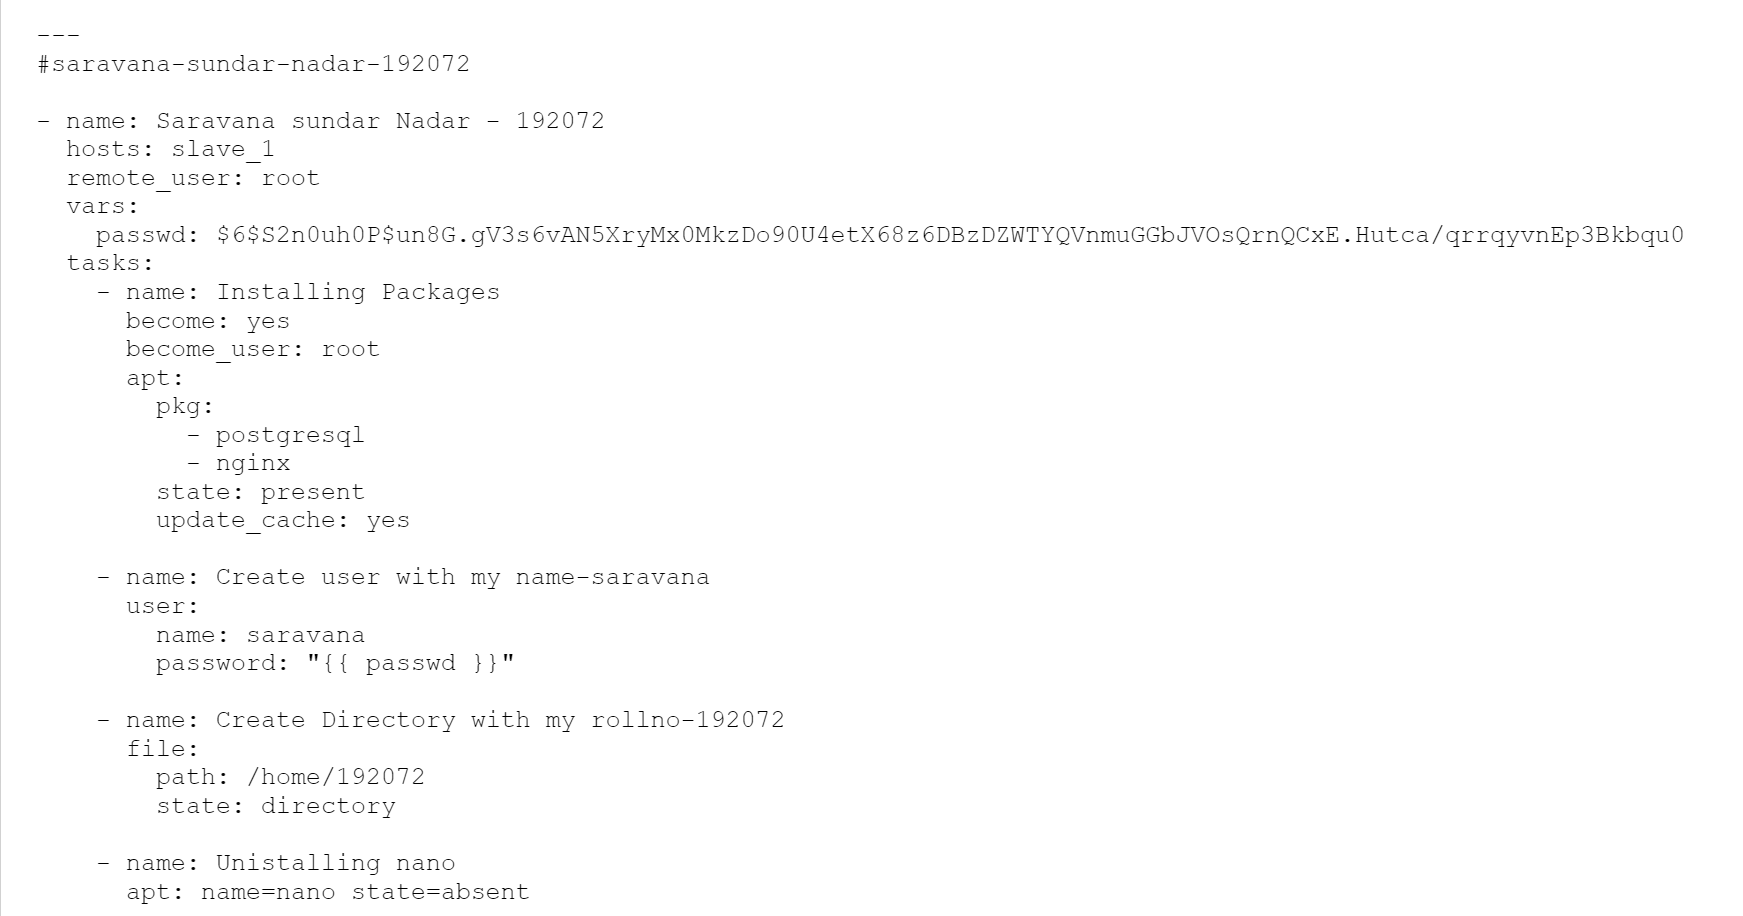 ---
#saravana-sundar-nadar-192072
- name: Saravana sundar Nadar - 192072
  hosts: slave_1
  remote_user: root
  vars:
    passwd: $6$S2n0uh0P$un8G.gV3s6vAN5XryMx0MkzDo90U4etX68z6DBzDZWTYQVnmuGGbJVOsQrnQCxE.Hutca/qrrqyvnEp3Bkbqu0
  tasks:
    - name: Installing Packages
      become: yes
      become_user: root
      apt:
        pkg:
          - postgresql
          - nginx
        state: present
        update_cache: yes
    - name: Create user with my name-saravana
      user:
        name: saravana
        password: "{{ passwd }}"
    - name: Create Directory with my rollno-192072
      file:
        path: /home/192072
        state: directory
    - name: Unistalling nano
      apt: name=nano state=absent